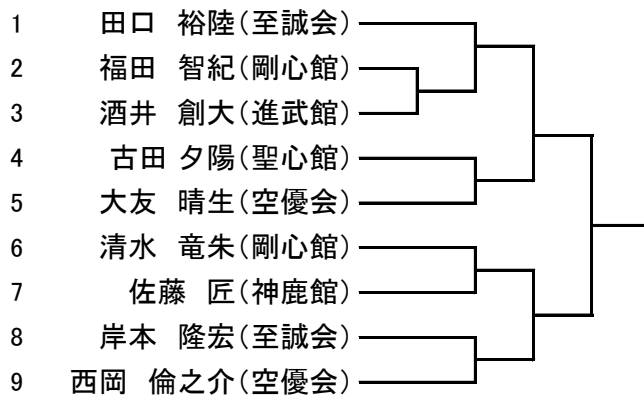 1 田口 裕陸(至誠会)
2 福田 智紀(剛心館)
3 酒井 創大(進武館)
4 古田 夕陽(聖心館)
5 大友 晴生(空優会)
6 清水 竜朱(剛心館)
7 佐藤 匠(神鹿館)
8 岸本 隆宏(至誠会)
9 西岡 倫之介(空優会)